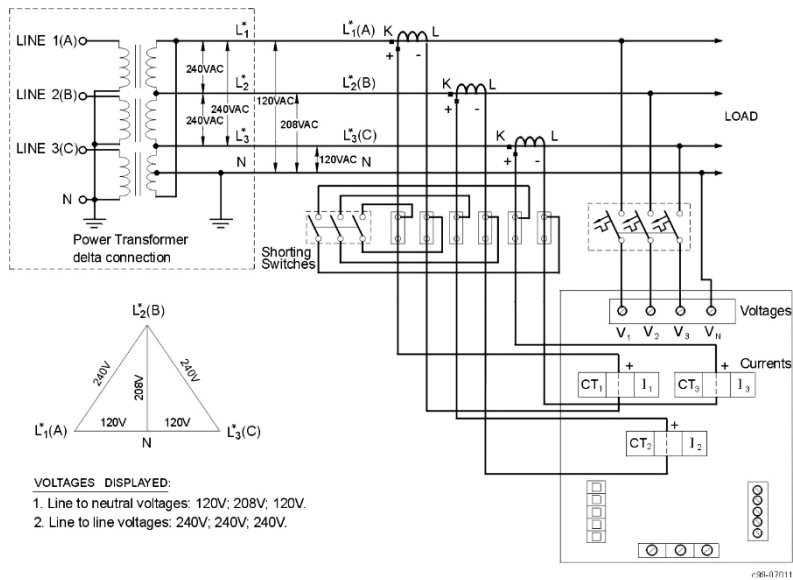 LINE 1(A)
LINE 2(B)
LINE 3(C)
N
Power Transformer
delta connection
L*1
L*2
L*3
N
240VAC
240VAC
240VAC
120VAC
208VAC
120VAC
L*1(A)
L*2(B)
L*3(C)
N
K L
+ -
K L
+ -
K L
+ -
LOAD
Shorting
Switches
Voltages
V1 V2 V3 VN
Currents
+ +
CT1 I1 CT3 I3
+
CT2 I2
L*2(B)
240V
208V
240V
120V 120V
L*1(A) N L*3(C)
VOLTAGES DISPLAYED:
1. Line to neutral voltages: 120V; 208V; 120V.
2. Line to line voltages: 240V; 240V; 240V.
c98-07011